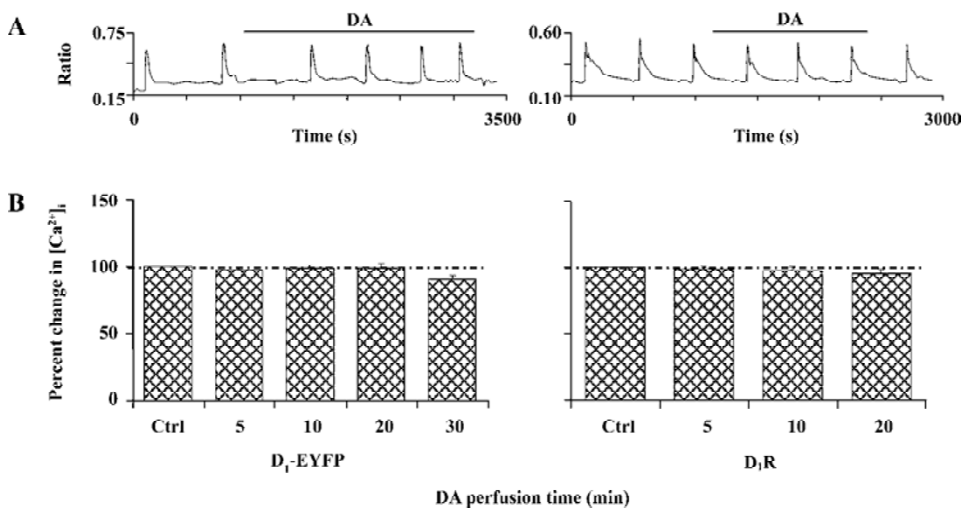 A
DA
DA
0.75
0.15
Ratio
3500
Time (s)
0.60
0.10
0
3000
Time (s)
B
Percent change in [Ca²⁺]ᵢ
150
100
50
0
Ctrl 5 10 20 30
D₁-EYFP
Ctrl 5 10 20
D₁R
DA perfusion time (min)